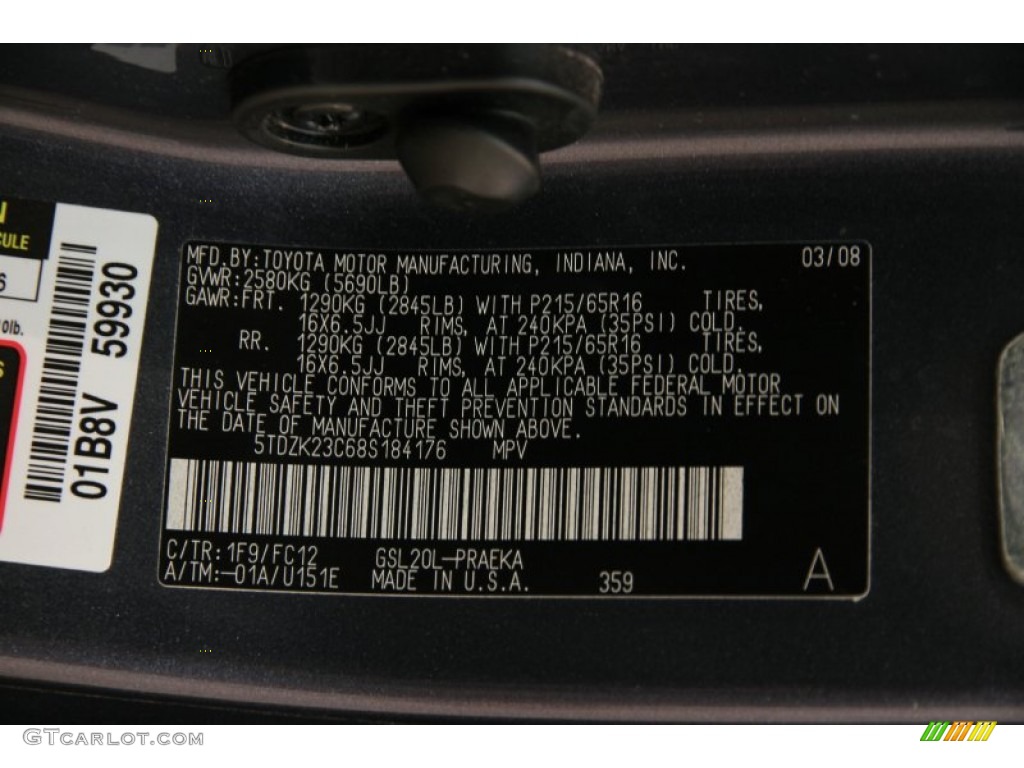 MFD.BY:TOYOTA MOTOR MANUFACTURING, INDIANA, INC. 03/08
GVWR:2580KG (5690LB)
GAWR:FRT. 1290KG (2845LB) WITH P215/65R16 TIRES,
16X6.5JJ RIMS, AT 240KPA (35PSI) COLD.
RR. 1290KG (2845LB) WITH P215/65R16 TIRES,
16X6.5JJ RIMS, AT 240KPA (35PSI) COLD.
THIS VEHICLE CONFORMS TO ALL APPLICABLE FEDERAL MOTOR
VEHICLE SAFETY AND THEFT PREVENTION STANDARDS IN EFFECT ON
THE DATE OF MANUFACTURE SHOWN ABOVE.
5TDZK23C68S184176 MPV
C/TR:1F9/FC12 GSL20L-PRAEKA
A/TM:-01A/U151E MADE IN U.S.A. 359 A
01B8V 59930
GTCarlot.com